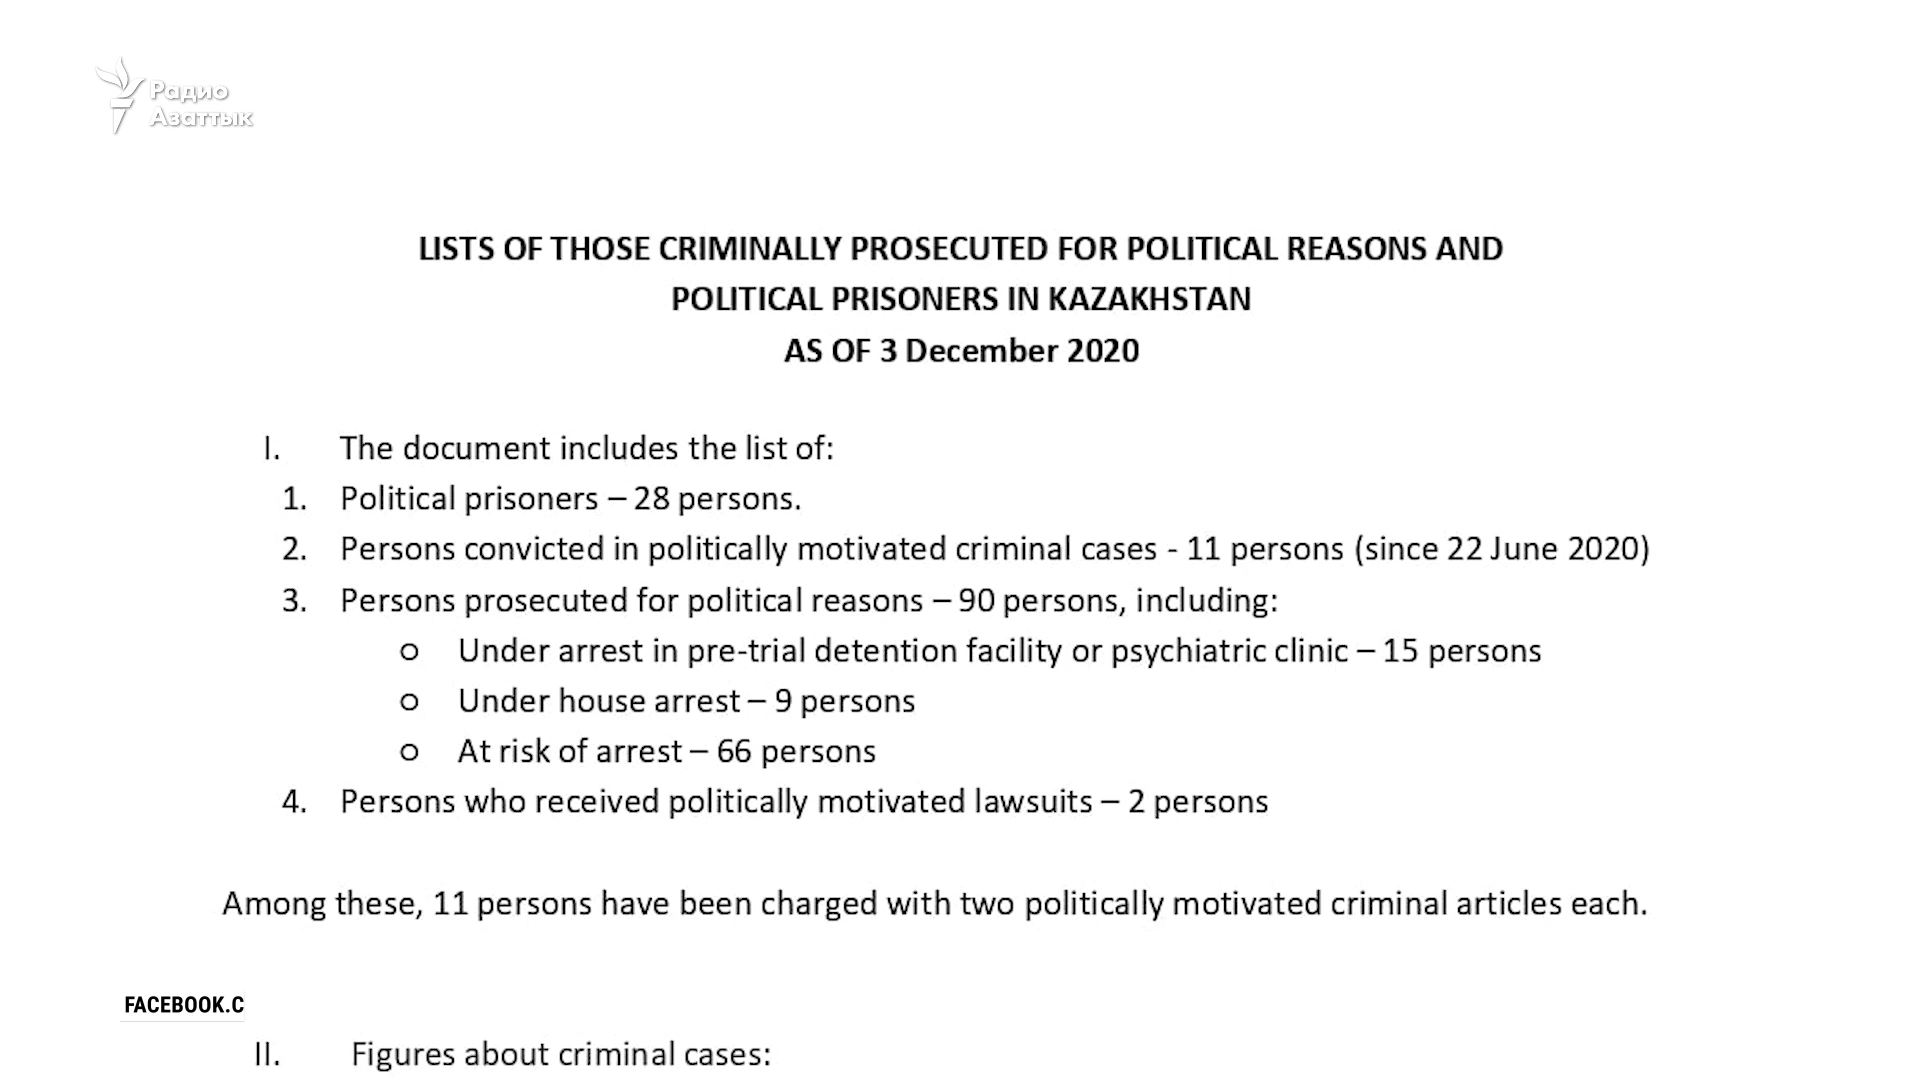 Радио
Азаттык
LISTS OF THOSE CRIMINALLY PROSECUTED FOR POLITICAL REASONS AND
POLITICAL PRISONERS IN KAZAKHSTAN
AS OF 3 December 2020
I. The document includes the list of:
1. Political prisoners – 28 persons.
2. Persons convicted in politically motivated criminal cases - 11 persons (since 22 June 2020)
3. Persons prosecuted for political reasons – 90 persons, including:
o Under arrest in pre-trial detention facility or psychiatric clinic – 15 persons
o Under house arrest – 9 persons
o At risk of arrest – 66 persons
4. Persons who received politically motivated lawsuits – 2 persons
Among these, 11 persons have been charged with two politically motivated criminal articles each.
FACEBOOK.C
II. Figures about criminal cases: